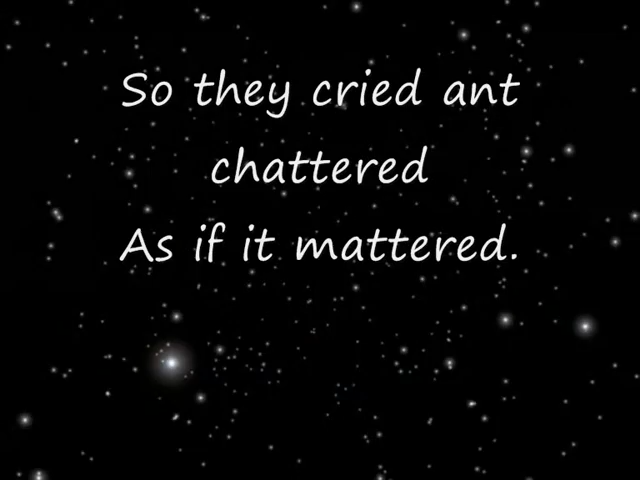 So they cried ant
chattered
As if it mattered.